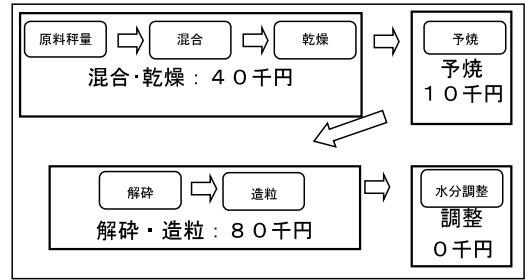 原料秤量
混合
乾燥
混合・乾燥：４０千円
予焼
予焼
１０千円
解砕
造粒
解砕・造粒：８０千円
水分調整
調整
０千円